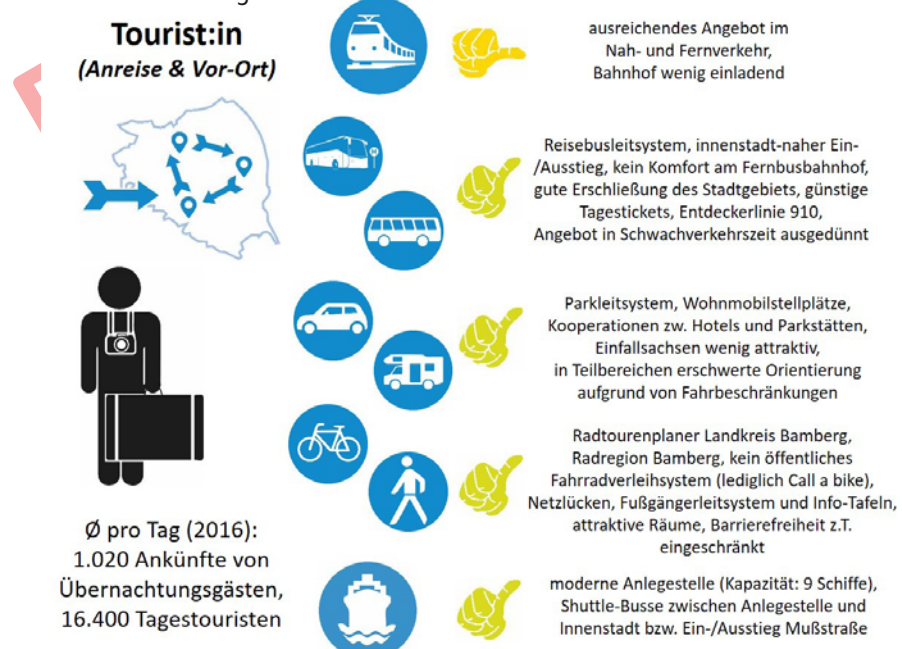 Tourist:in
(Anreise & Vor-Ort)
ausreichendes Angebot im
Nah- und Fernverkehr,
Bahnhof wenig einladend
Reisebusleitsystem, innenstadt-naher Ein-
/Ausstieg, kein Komfort am Fernbusbahnhof,
gute Erschließung des Stadtgebiets, günstige
Tagestickets, Entdeckerlinie 910,
Angebot in Schwachverkehrszeit ausgedünnt
Parkleitsystem, Wohnmobilstellplätze,
Kooperationen zw. Hotels und Parkstätten,
Einfallsachsen wenig attraktiv,
in Teilbereichen erschwerte Orientierung
aufgrund von Fahrbeschränkungen
Radtourenplaner Landkreis Bamberg,
Radregion Bamberg, kein öffentliches
Fahrradverleihsystem (lediglich Call a bike),
Netzlücken, Fußgängerleitsystem und Info-Tafeln,
attraktive Räume, Barrierefreiheit z.T.
eingeschränkt
Ø pro Tag (2016):
1.020 Ankünfte von
Übernachtungsgästen,
16.400 Tagestouristen
moderne Anlegestelle (Kapazität: 9 Schiffe),
Shuttle-Busse zwischen Anlegestelle und
Innenstadt bzw. Ein-/Ausstieg Mußstraße